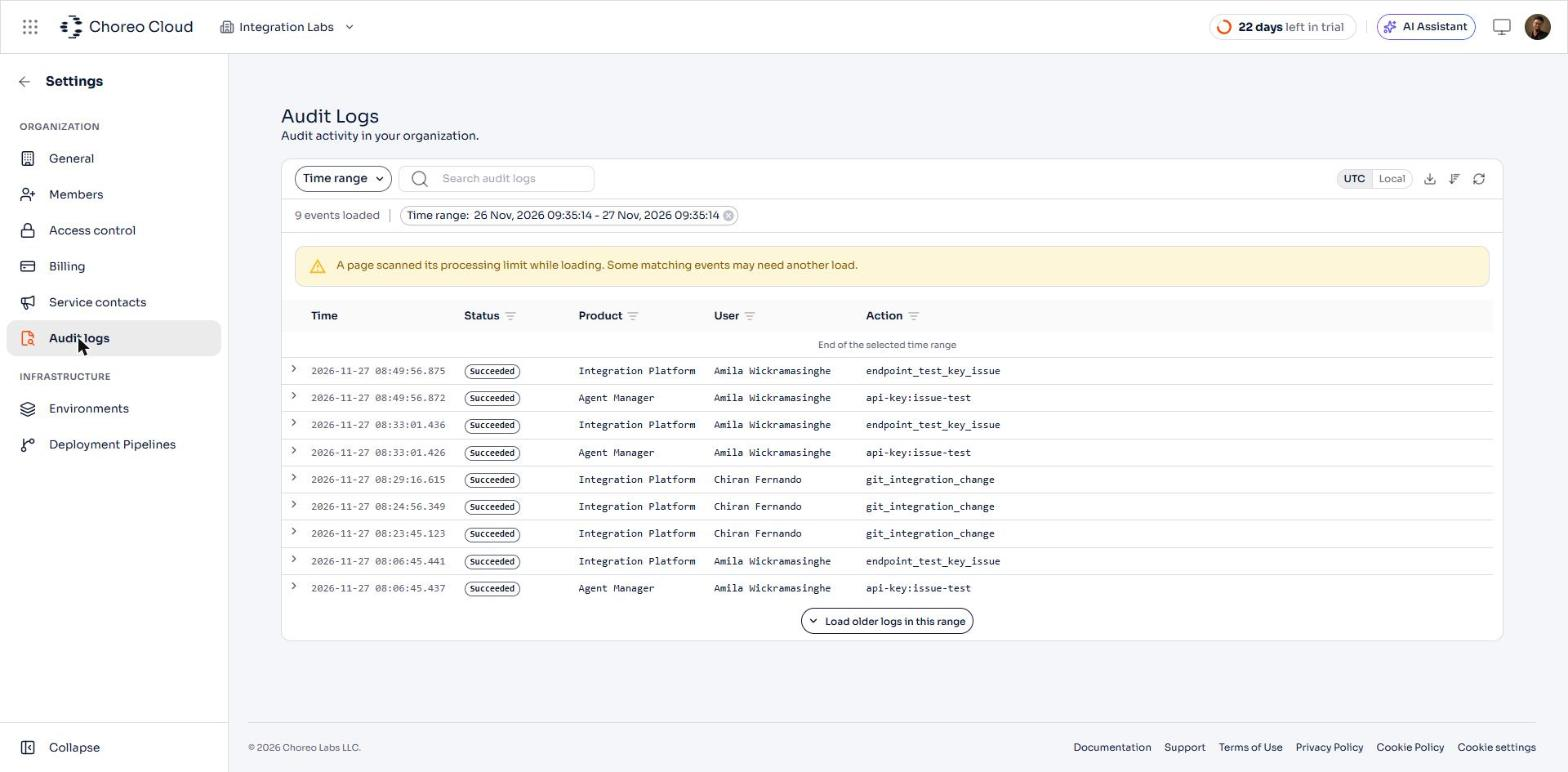 Choreo Cloud
Integration Labs
22 days left in trial
AI Assistant
Settings
ORGANIZATION
General
Members
Access control
Billing
Service contacts
Audit logs
INFRASTRUCTURE
Environments
Deployment Pipelines
Collapse
Audit Logs
Audit activity in your organization.
Time range
Search audit logs
UTC Local
9 events loaded
Time range: 26 Nov, 2026 09:35:14 - 27 Nov, 2026 09:35:14
A page scanned its processing limit while loading. Some matching events may need another load.
Time Status Product User Action
End of the selected time range
2026-11-27 08:49:56.875 Succeeded Integration Platform Amila Wickramasinghe endpoint_test_key_issue
2026-11-27 08:49:56.872 Succeeded Agent Manager Amila Wickramasinghe api-key:issue-test
2026-11-27 08:33:01.436 Succeeded Integration Platform Amila Wickramasinghe endpoint_test_key_issue
2026-11-27 08:33:01.426 Succeeded Agent Manager Amila Wickramasinghe api-key:issue-test
2026-11-27 08:29:16.615 Succeeded Integration Platform Chiran Fernando git_integration_change
2026-11-27 08:24:56.349 Succeeded Integration Platform Chiran Fernando git_integration_change
2026-11-27 08:23:45.123 Succeeded Integration Platform Chiran Fernando git_integration_change
2026-11-27 08:06:45.441 Succeeded Integration Platform Amila Wickramasinghe endpoint_test_key_issue
2026-11-27 08:06:45.437 Succeeded Agent Manager Amila Wickramasinghe api-key:issue-test
Load older logs in this range
© 2026 Choreo Labs LLC.
Documentation Support Terms of Use Privacy Policy Cookie Policy Cookie settings